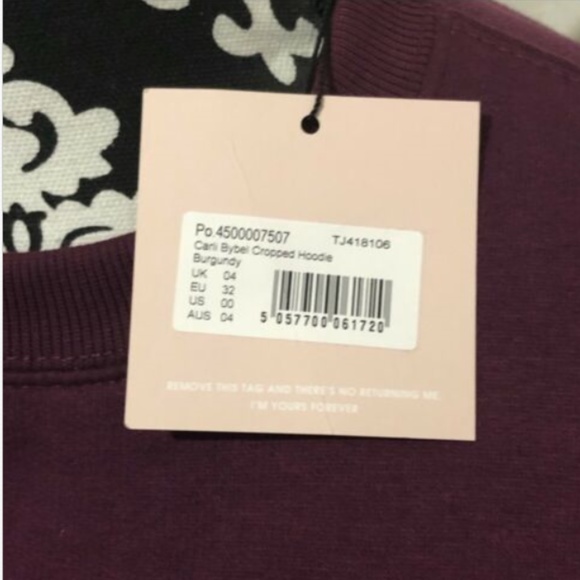 Po.4500007507 TJ418106
Carli Bybel Cropped Hoodie
Burgundy
UK 04
EU 32
US 00
AUS 04
5 057700 061720
REMOVE THIS TAG AND THERE'S NO RETURNING ME.
I'M YOURS FOREVER